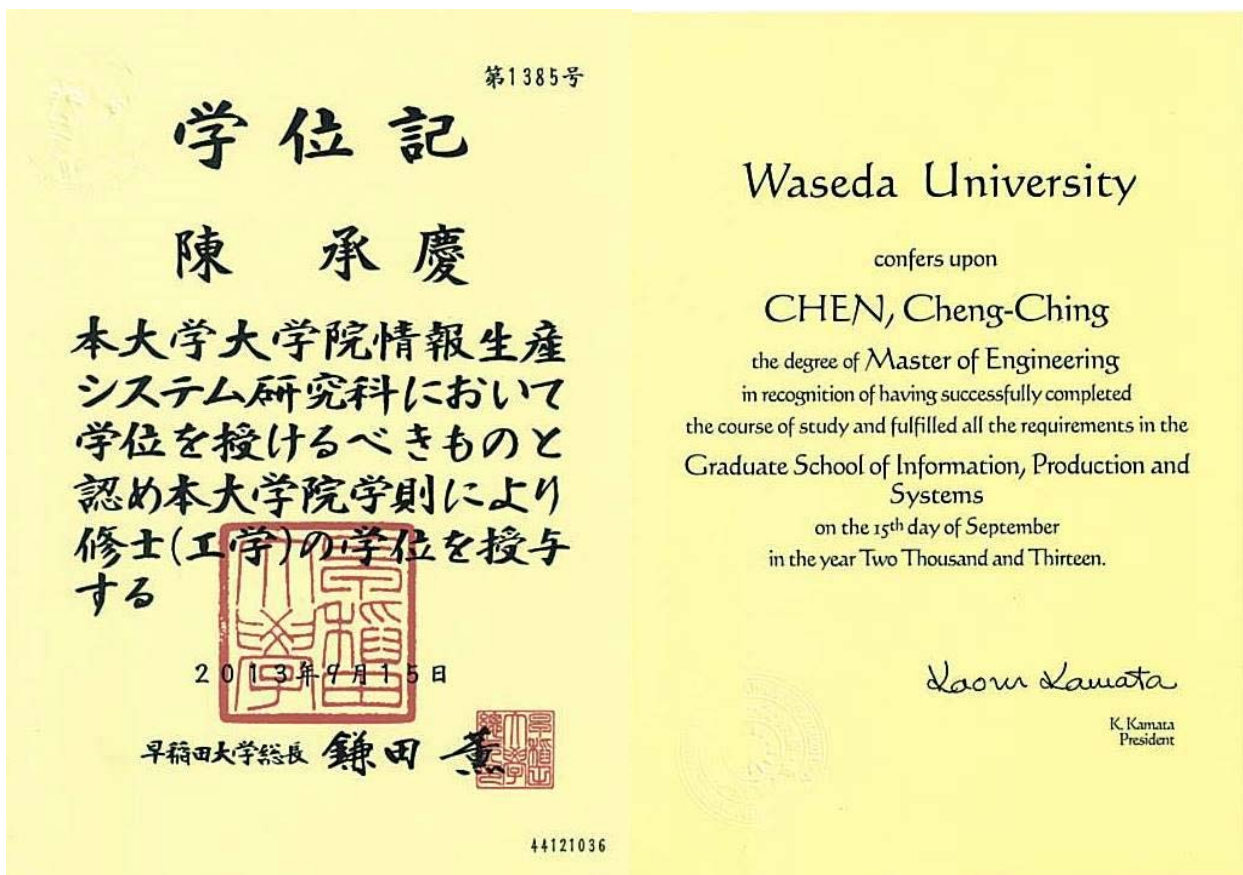 第1385号
学位記
陳 承慶
本大学大学院情報生産
システム研究科において
学位を授けるべきものと
認め本大学院学則により
修士(工学)の学位を授与
する
2013年9月15日
早稲田大学総長 鎌田 薫
44121036
Waseda University
confers upon
CHEN, Cheng-Ching
the degree of Master of Engineering
in recognition of having successfully completed
the course of study and fulfilled all the requirements in the
Graduate School of Information, Production and
Systems
on the 15th day of September
in the year Two Thousand and Thirteen.
Kaoru Kamata
K. Kamata
President